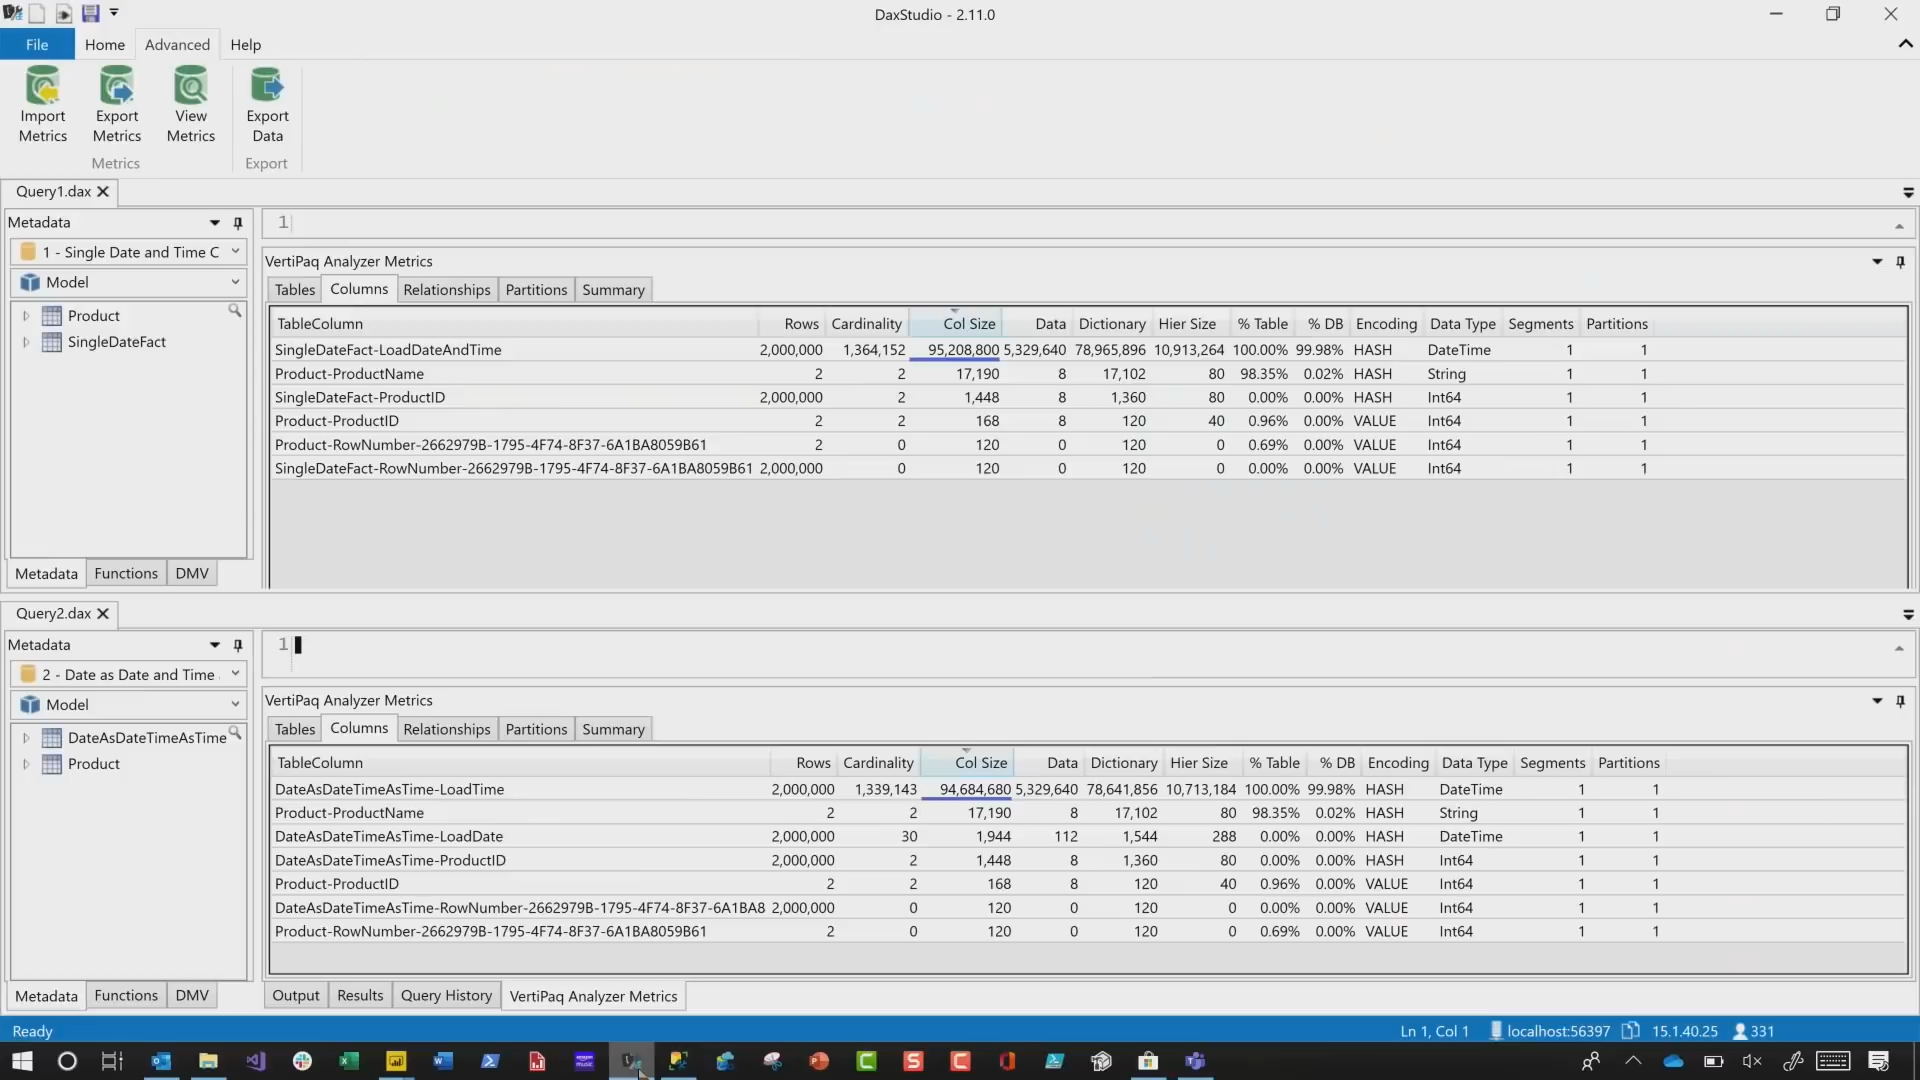 DaxStudio - 2.11.0
File Home Advanced Help
Import Metrics Export Metrics View Metrics Export Data
Metrics Export
Query1.dax
Metadata
1 - Single Date and Time C
Model
Product
SingleDateFact
Metadata Functions DMV
1
VertiPaq Analyzer Metrics
Tables Columns Relationships Partitions Summary
TableColumn Rows Cardinality Col Size Data Dictionary Hier Size % Table % DB Encoding Data Type Segments Partitions
SingleDateFact-LoadDateAndTime 2,000,000 1,364,152 95,208,800 5,329,640 78,965,896 10,913,264 100.00% 99.98% HASH DateTime 1 1
Product-ProductName 2 2 17,190 8 17,102 80 98.35% 0.02% HASH String 1 1
SingleDateFact-ProductID 2,000,000 2 1,448 8 1,360 80 0.00% 0.00% HASH Int64 1 1
Product-ProductID 2 2 168 8 120 40 0.96% 0.00% VALUE Int64 1 1
Product-RowNumber-2662979B-1795-4F74-8F37-6A1BA8059B61 2 0 120 0 120 0 0.69% 0.00% VALUE Int64 1 1
SingleDateFact-RowNumber-2662979B-1795-4F74-8F37-6A1BA8059B61 2,000,000 0 120 0 120 0 0.00% 0.00% VALUE Int64 1 1
Query2.dax
Metadata
2 - Date as Date and Time
Model
DateAsDateTimeAsTime
Product
Metadata Functions DMV
1
VertiPaq Analyzer Metrics
Tables Columns Relationships Partitions Summary
TableColumn Rows Cardinality Col Size Data Dictionary Hier Size % Table % DB Encoding Data Type Segments Partitions
DateAsDateTimeAsTime-LoadTime 2,000,000 1,339,143 94,684,680 5,329,640 78,641,856 10,713,184 100.00% 99.98% HASH DateTime 1 1
Product-ProductName 2 2 17,190 8 17,102 80 98.35% 0.02% HASH String 1 1
DateAsDateTimeAsTime-LoadDate 2,000,000 30 1,944 112 1,544 288 0.00% 0.00% HASH DateTime 1 1
DateAsDateTimeAsTime-ProductID 2,000,000 2 1,448 8 1,360 80 0.00% 0.00% HASH Int64 1 1
Product-ProductID 2 2 168 8 120 40 0.96% 0.00% VALUE Int64 1 1
DateAsDateTimeAsTime-RowNumber-2662979B-1795-4F74-8F37-6A1BA8 2,000,000 0 120 0 120 0 0.00% 0.00% VALUE Int64 1 1
Product-RowNumber-2662979B-1795-4F74-8F37-6A1BA8059B61 2 0 120 0 120 0 0.69% 0.00% VALUE Int64 1 1
Output Results Query History VertiPaq Analyzer Metrics
Ready Ln 1, Col 1 localhost:56397 15.1.40.25 331